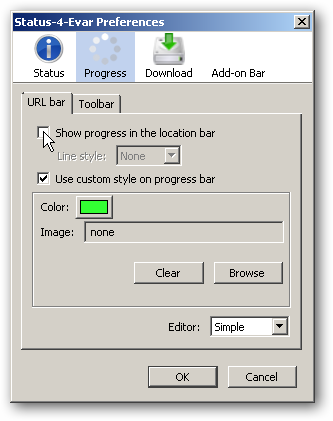 Status-4-Evar Preferences
Status Progress Download Add-on Bar
URL bar Toolbar
Show progress in the location bar
Line style: None
Use custom style on progress bar
Color:
Image: none
Clear Browse
Editor: Simple
OK Cancel